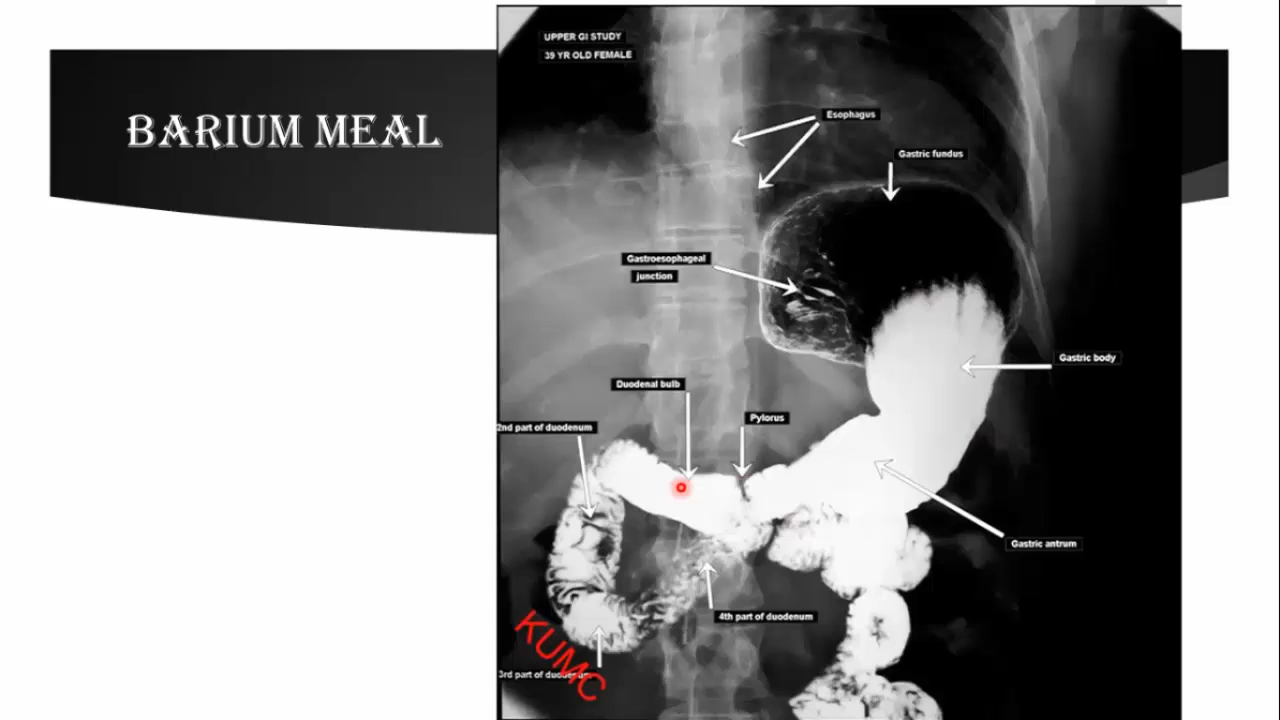 BARIUM MEAL
UPPER GI STUDY
39 YR OLD FEMALE
Esophagus
Gastric fundus
Gastroesophageal
junction
Gastric body
Duodenal bulb
Pylorus
2nd part of duodenum
Gastric antrum
4th part of duodenum
3rd part of duodenum
KUMC